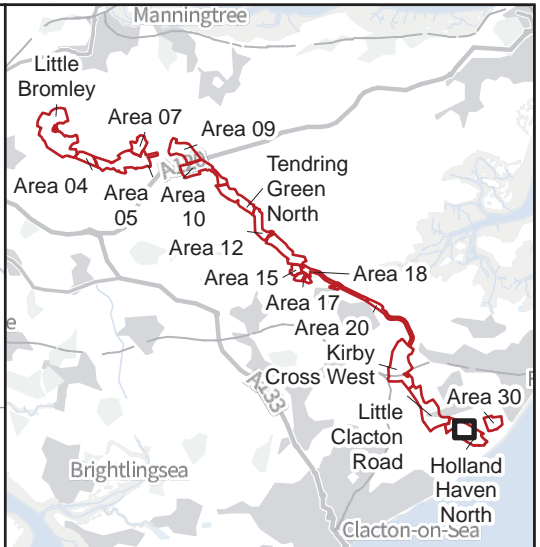 Manningtree
Little
Bromley
Area 07
Area 09
A120
Area 04
Area
05
Area
10
Tendring
Green
North
Area 12
Area 15
Area 18
Area 17
Area 20
Kirby
Cross West
A133
Area 30
Little
Clacton
Road
Holland
Haven
North
Brightlingsea
Clacton-on-Sea
e